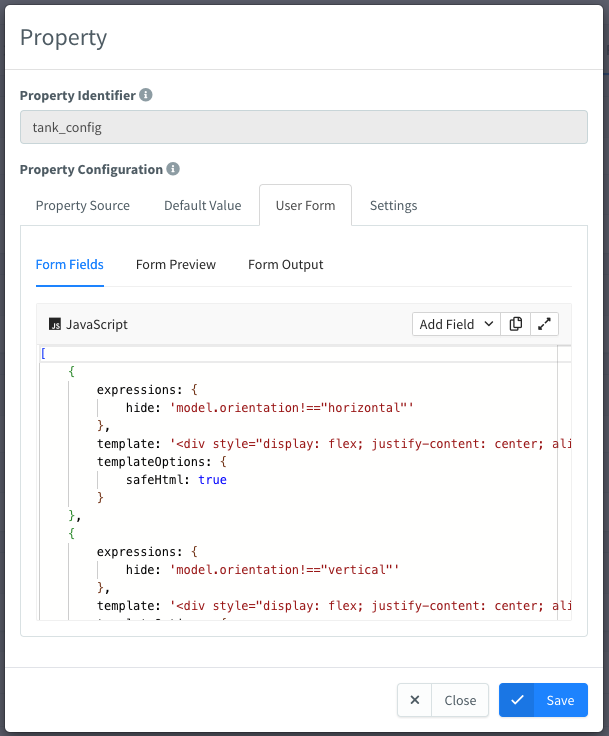 Property
Property Identifier
tank_config
Property Configuration
Property Source Default Value User Form Settings
Form Fields Form Preview Form Output
JS JavaScript Add Field
[
{
expressions: {
hide: 'model.orientation!=="horizontal"'
},
template: '<div style="display: flex; justify-content: center; ali
templateOptions: {
safeHtml: true
}
},
{
expressions: {
hide: 'model.orientation!=="vertical"'
},
template: '<div style="display: flex; justify-content: center; ali
Close Save